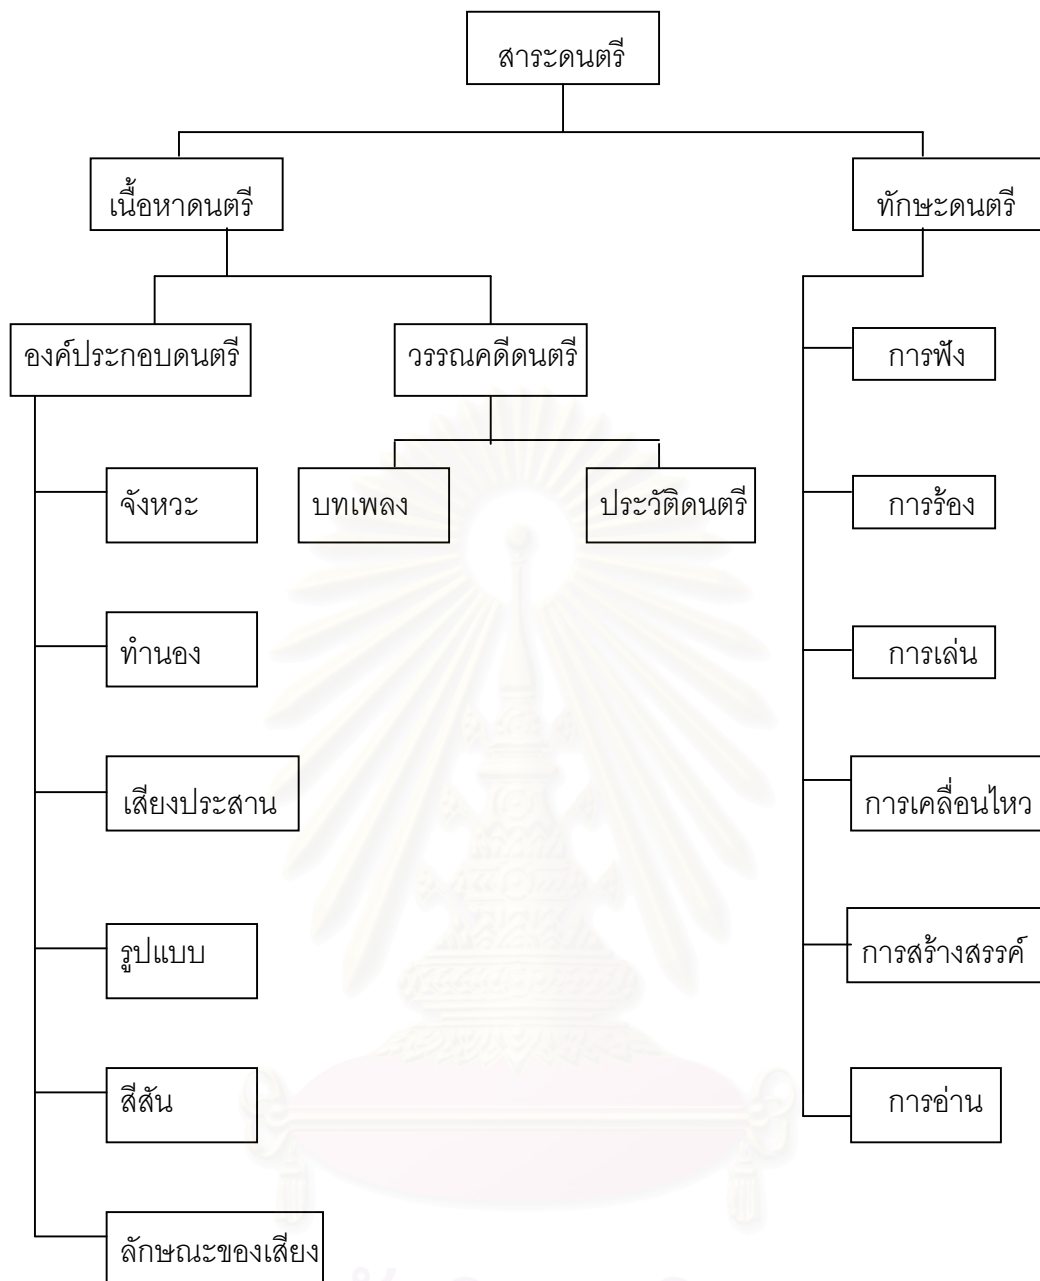 สาระดนตรี
เนื้อหาดนตรี
ทักษะดนตรี
องค์ประกอบดนตรี
วรรณคดีดนตรี
การฟัง
จังหวะ
บทเพลง
ประวัติดนตรี
การร้อง
ทำนอง
การเล่น
เสียงประสาน
การเคลื่อนไหว
รูปแบบ
การสร้างสรรค์
สีสัน
การอ่าน
ลักษณะของเสียง